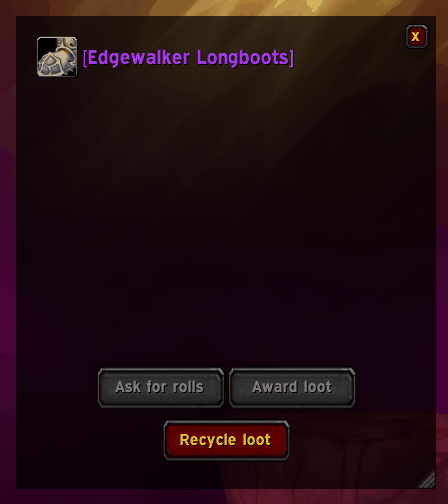 x
[Edgewalker Longboots]
Ask for rolls
Award loot
Recycle loot